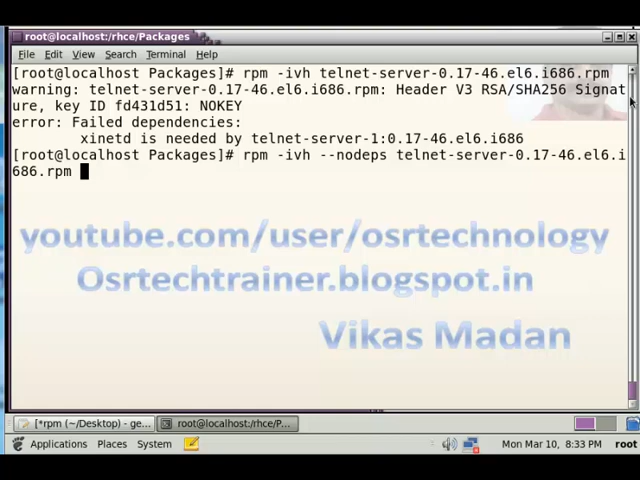 root@localhost:/rhce/Packages
File Edit View Search Terminal Help
[root@localhost Packages]# rpm -ivh telnet-server-0.17-46.el6.i686.rpm
warning: telnet-server-0.17-46.el6.i686.rpm: Header V3 RSA/SHA256 Signat
ure, key ID fd431d51: NOKEY
error: Failed dependencies:
xinetd is needed by telnet-server-1:0.17-46.el6.i686
[root@localhost Packages]# rpm -ivh --nodeps telnet-server-0.17-46.el6.i
686.rpm
youtube.com/user/osrtechnology
Osrtechtrainer.blogspot.in
Vikas Madan
[*rpm (~/Desktop) - ge... root@localhost:/rhce/P...
Applications Places System Mon Mar 10, 8:33 PM root